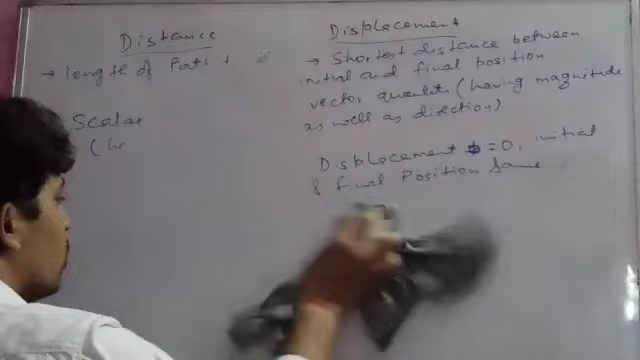 Distance
→ length of Path
Scalar
(he
Displacement
→ Shortest distance between
initial and final position
vector quantity (having magnitude
as well as direction)
Displacement = 0, initial
& final Position Same